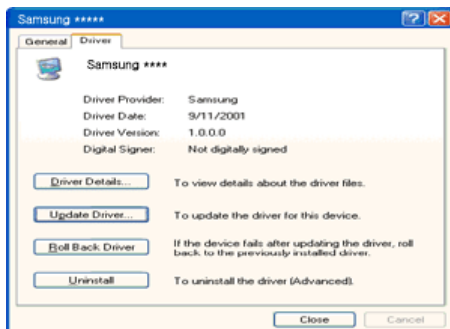 Samsung *****
General Driver
Samsung ****
Driver Provider: Samsung
Driver Date: 9/11/2001
Driver Version: 1.0.0.0
Digital Signer: Not digitally signed
Driver Details... To view details about the driver files.
Update Driver... To update the driver for this device.
Roll Back Driver If the device fails after updating the driver, roll
back to the previously installed driver.
Uninstall To uninstall the driver (Advanced).
Close Cancel